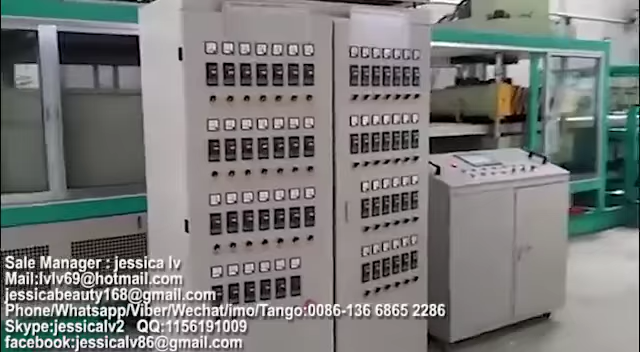 Sale Manager : jessica lv
Mail:lvlv69@hotmail.com
jessicabeauty168@gmail.com
Phone/Whatsapp/Viber/Wechat/imo/Tango:0086-136 6865 2286
Skype:jessicalv2 QQ:1156191009
facebook:jessicalv86@gmail.com